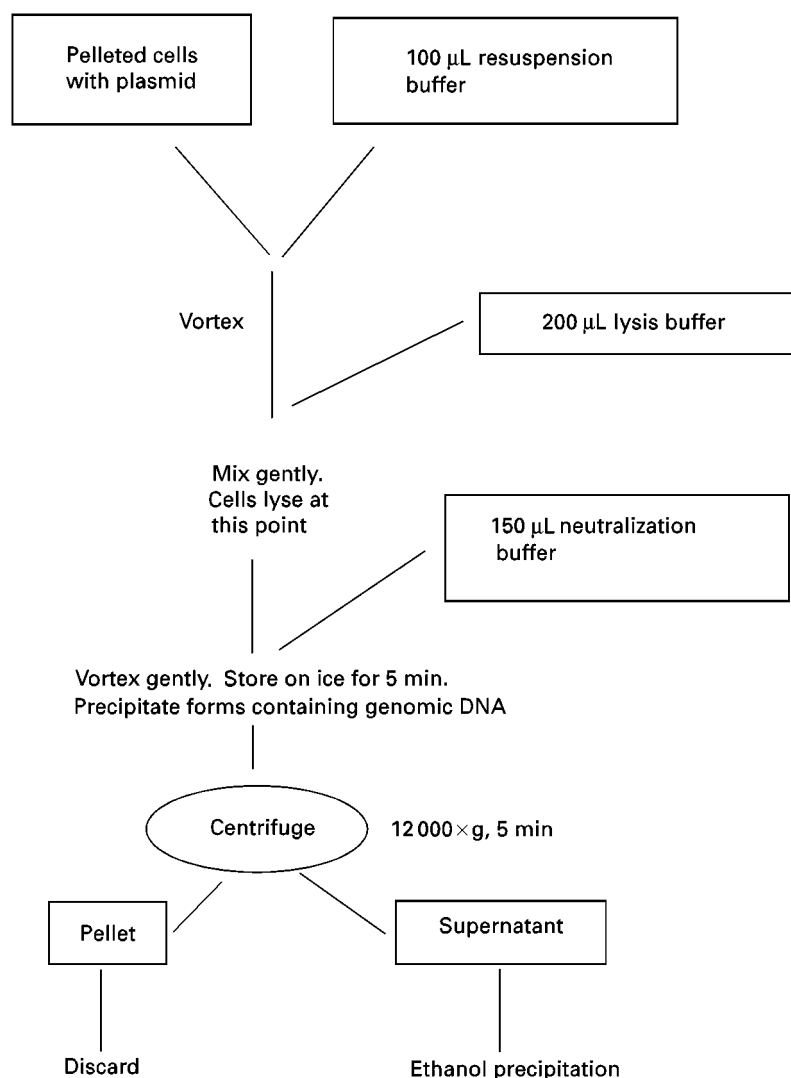 Pelleted cells
with plasmid
100 μL resuspension
buffer
Vortex
200 μL lysis buffer
Mix gently.
Cells lyse at
this point
150 μL neutralization
buffer
Vortex gently. Store on ice for 5 min.
Precipitate forms containing genomic DNA
Centrifuge
12 000×g, 5 min
Pellet
Supernatant
Discard
Ethanol precipitation